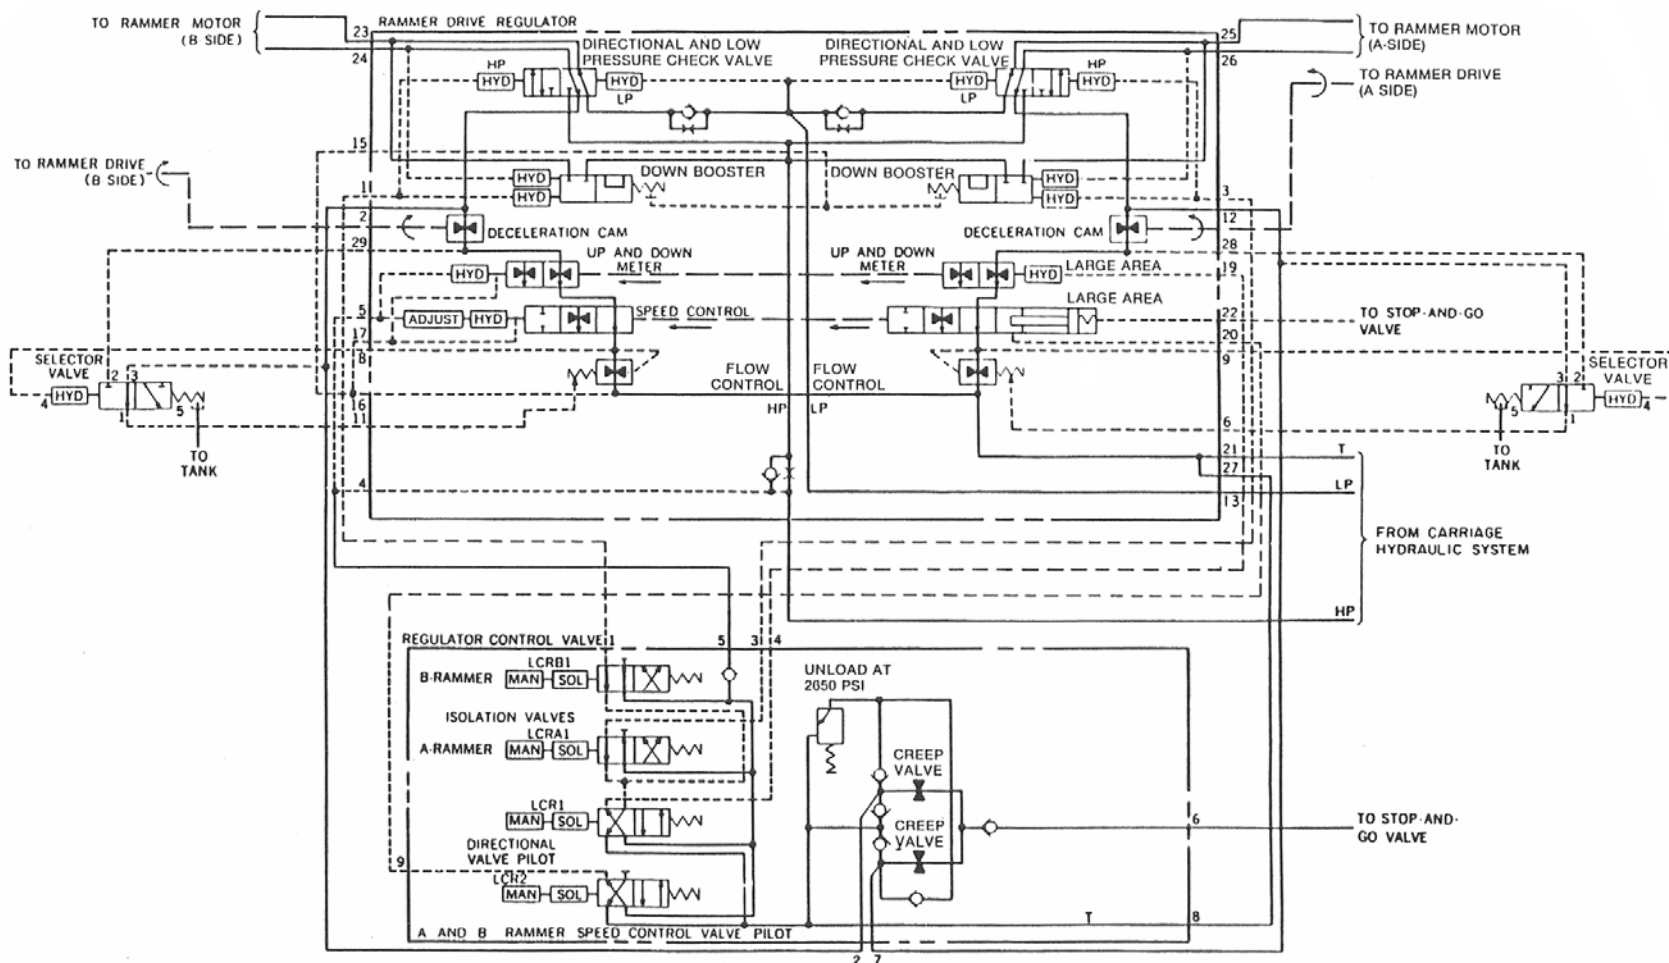 TO RAMMER MOTOR
(B SIDE)
23
24
RAMMER DRIVE REGULATOR
DIRECTIONAL AND LOW
PRESSURE CHECK VALVE
DIRECTIONAL AND LOW
PRESSURE CHECK VALVE
25
26
TO RAMMER MOTOR
(A-SIDE)
HP
HYD
HYD
LP
HYD
LP
HP
HYD
TO RAMMER DRIVE
(A SIDE)
15
TO RAMMER DRIVE
(B SIDE)
1
HYD
HYD
DOWN BOOSTER
DOWN BOOSTER
HYD
HYD
3
2
DECELERATION CAM
DECELERATION CAM
12
29
28
UP AND DOWN
METER
UP AND DOWN
METER
HYD
HYD
LARGE AREA
19
5
ADJUST
HYD
SPEED CONTROL
LARGE AREA
22
TO STOP-AND-GO
VALVE
17
20
8
9
SELECTOR
VALVE
FLOW
CONTROL
FLOW
CONTROL
SELECTOR
VALVE
2 3
4
HYD
1
5
3 2
5
HYD
4
1
16
11
HP
LP
6
TO
TANK
TO
TANK
21
T
27
4
LP
13
FROM CARRIAGE
HYDRAULIC SYSTEM
HP
REGULATOR CONTROL VALVE
1
5
3
4
LCRB1
B-RAMMER
MAN
SOL
UNLOAD AT
2650 PSI
ISOLATION VALVES
LCRA1
A-RAMMER
MAN
SOL
CREEP
VALVE
LCR1
MAN
SOL
CREEP
VALVE
6
TO STOP-AND-
GO VALVE
DIRECTIONAL
VALVE PILOT
9
LCR2
MAN
SOL
T
8
A AND B RAMMER SPEED CONTROL VALVE PILOT
2 7